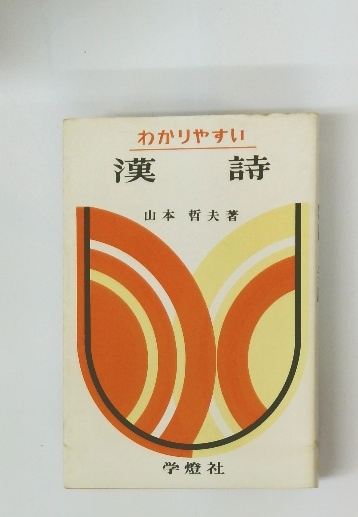 わかりやすい
漢 詩
山本 哲夫著
学燈社